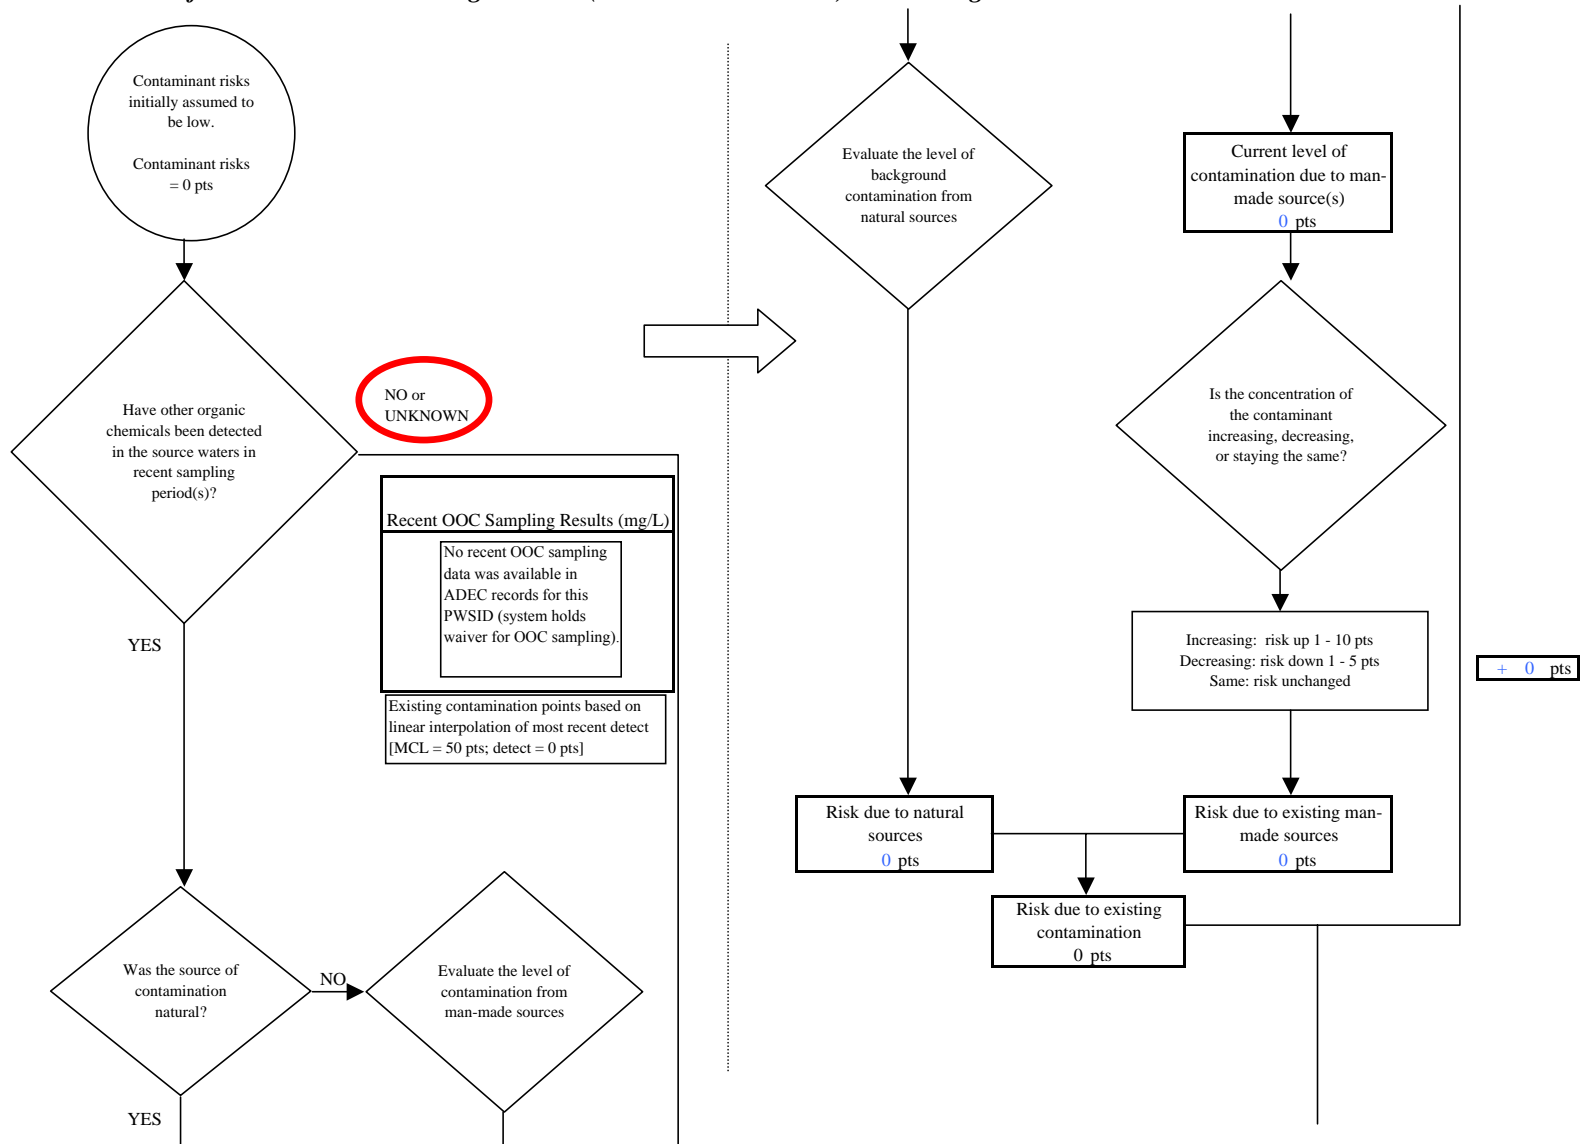 Contaminant risks
initially assumed to
be low.
Contaminant risks
= 0 pts
Have other organic
chemicals been detected
in the source waters in
recent sampling
period(s)?
NO or
UNKNOWN
Recent OOC Sampling Results (mg/L)
No recent OOC sampling
data was available in
ADEC records for this
PWSID (system holds
waiver for OOC sampling).
Existing contamination points based on
linear interpolation of most recent detect
[MCL = 50 pts; detect = 0 pts]
YES
Was the source of
contamination
natural?
NO
Evaluate the level of
contamination from
man-made sources
YES
Evaluate the level of
background
contamination from
natural sources
Current level of
contamination due to man-
made source(s)
0 pts
Is the concentration of
the contaminant
increasing, decreasing,
or staying the same?
Increasing: risk up 1 - 10 pts
Decreasing: risk down 1 - 5 pts
Same: risk unchanged
+ 0 pts
Risk due to natural
sources
0 pts
Risk due to existing man-
made sources
0 pts
Risk due to existing
contamination
0 pts